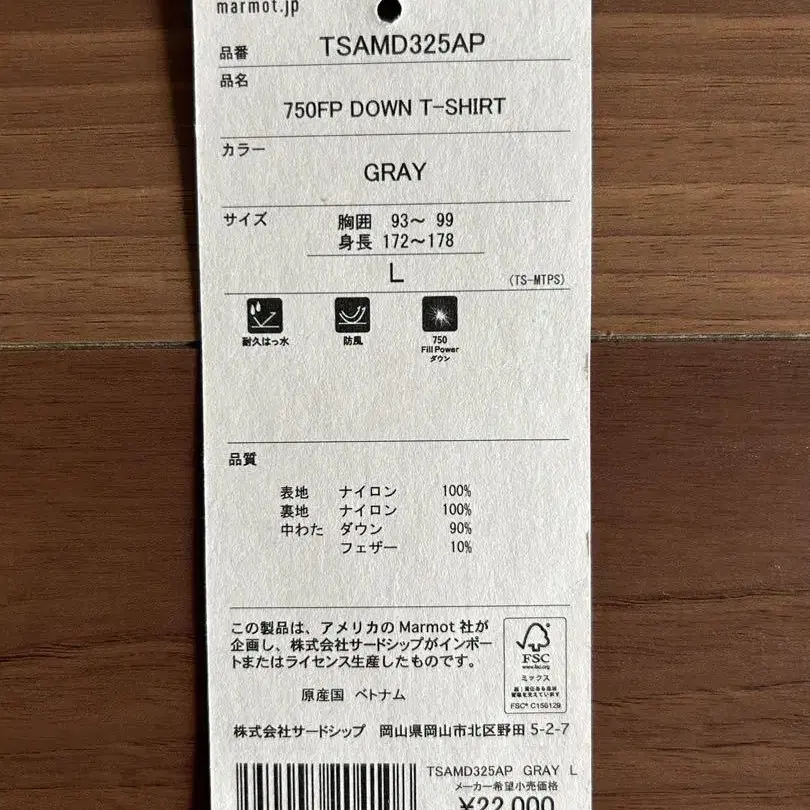 marmot.jp
品番 TSAMD325AP
品名
750FP DOWN T-SHIRT
カラー
GRAY
サイズ 胸囲 93～ 99
身長 172～178
L (TS-MTPS)
耐久はっ水 防風 750
Fill Power
ダウン
品質
表地 ナイロン 100%
裏地 ナイロン 100%
中わた ダウン 90%
フェザー 10%
この製品は、アメリカのMarmot社が
企画し、株式会社サードシップがインポー
トまたはライセンス生産したものです。
原産国 ベトナム
FSC
www.fsc.org
ミックス
FSC® C156129
株式会社サードシップ 岡山県岡山市北区野田 5-2-7
TSAMD325AP GRAY L
メーカー希望小売価格
¥22,000